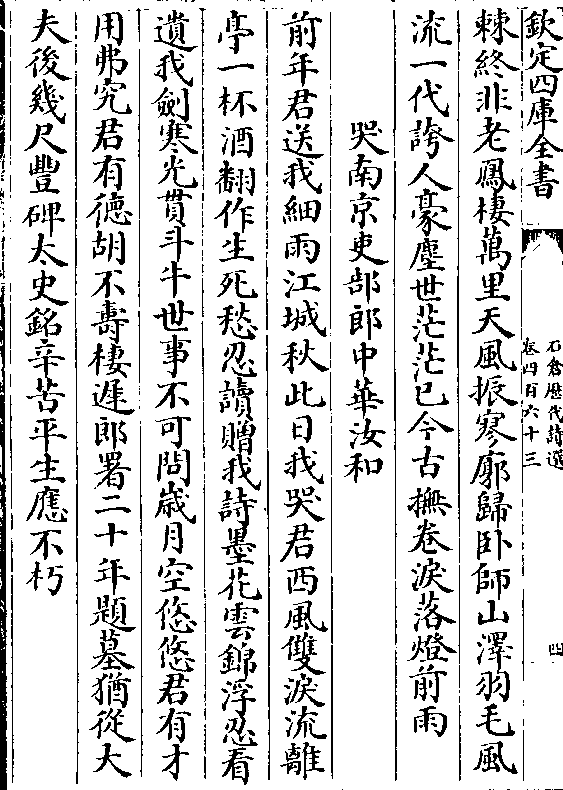 欽定四庫全書
石倉歷代詩選
卷四百六十三
四
棘終非老鳳棲萬里天風振寥廓歸卧師山澤羽毛風
流一代誇人豪塵世茫茫已今古撫卷淚落燈前雨
哭南京吏部郎中華汝和
前年君送我細雨江城秋此日我哭君西風雙淚流離
亭一杯酒翻作生死愁忍讀贈我詩墨花雲錦浮忍看
遺我劍寒光貫斗牛世事不可問歲月空悠悠君有才
用弗究君有德胡不壽棲遲郎署二十年題墓猶從大
夫後幾尺豐碑太史銘辛苦平生應不朽